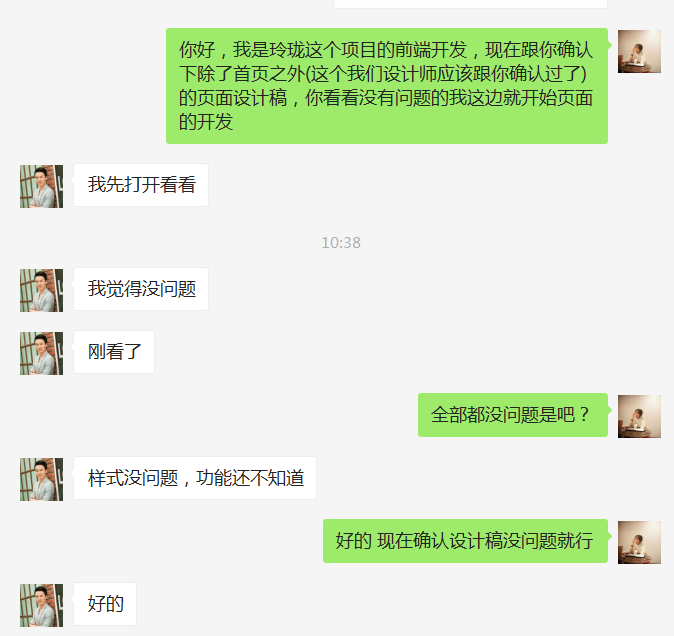 你好，我是玲珑这个项目的前端开发，现在跟你确认
下除了首页之外(这个我们设计师应该跟你确认过了)
的页面设计稿，你看看没有问题的我这边就开始页面
的开发
我先打开看看
10:38
我觉得没问题
刚看了
全部都没问题是吧？
样式没问题，功能还不知道
好的 现在确认设计稿没问题就行
好的